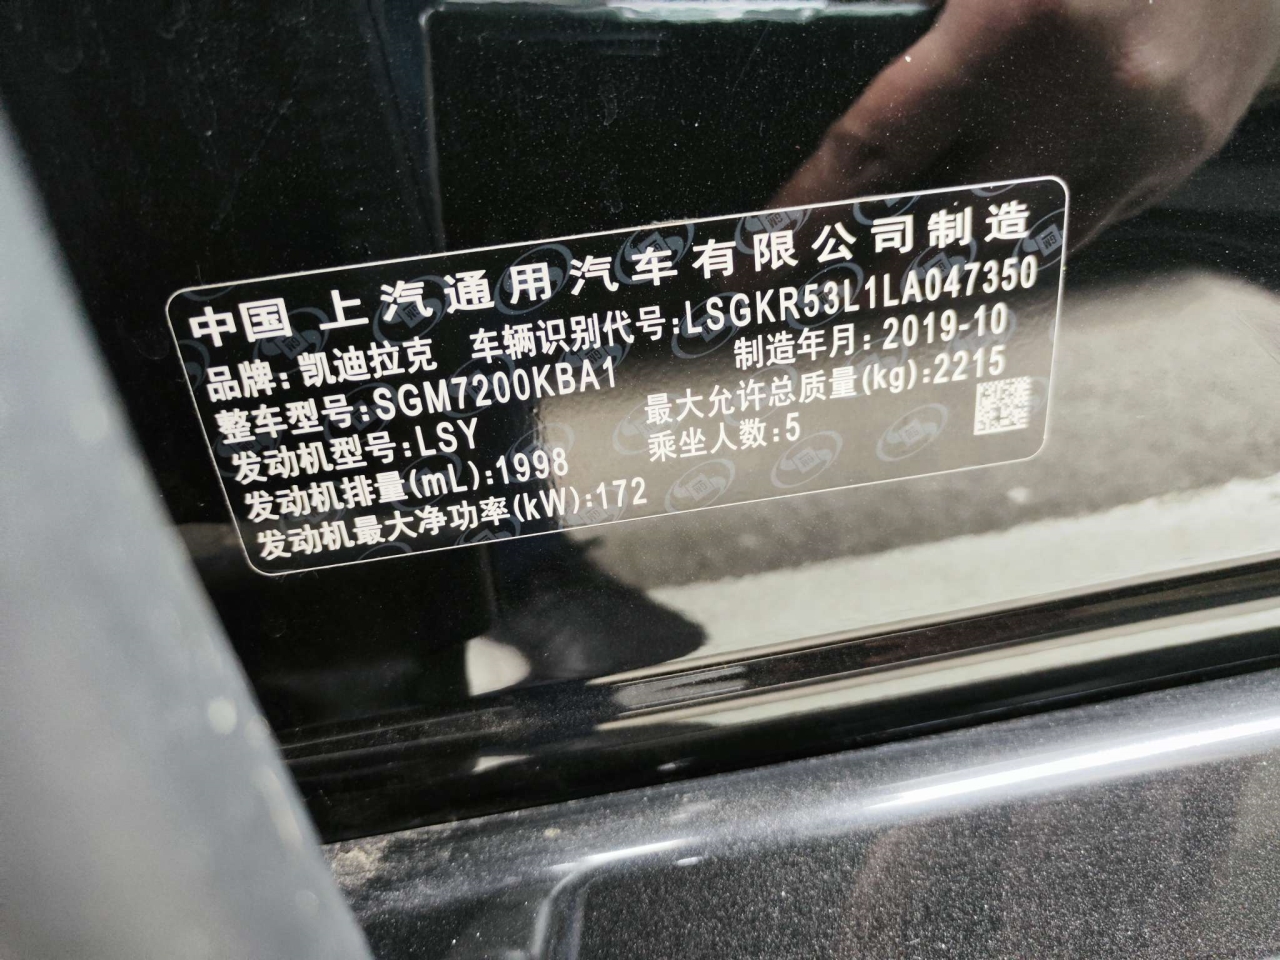 中国 上汽通用汽车有限公司制造
品牌:凯迪拉克 车辆识别代号:LSGKR53L1LA047350
整车型号:SGM7200KBA1 制造年月:2019-10
发动机型号:LSY 最大允许总质量(kg):2215
发动机排量(mL):1998 乘坐人数:5
发动机最大净功率(kW):172